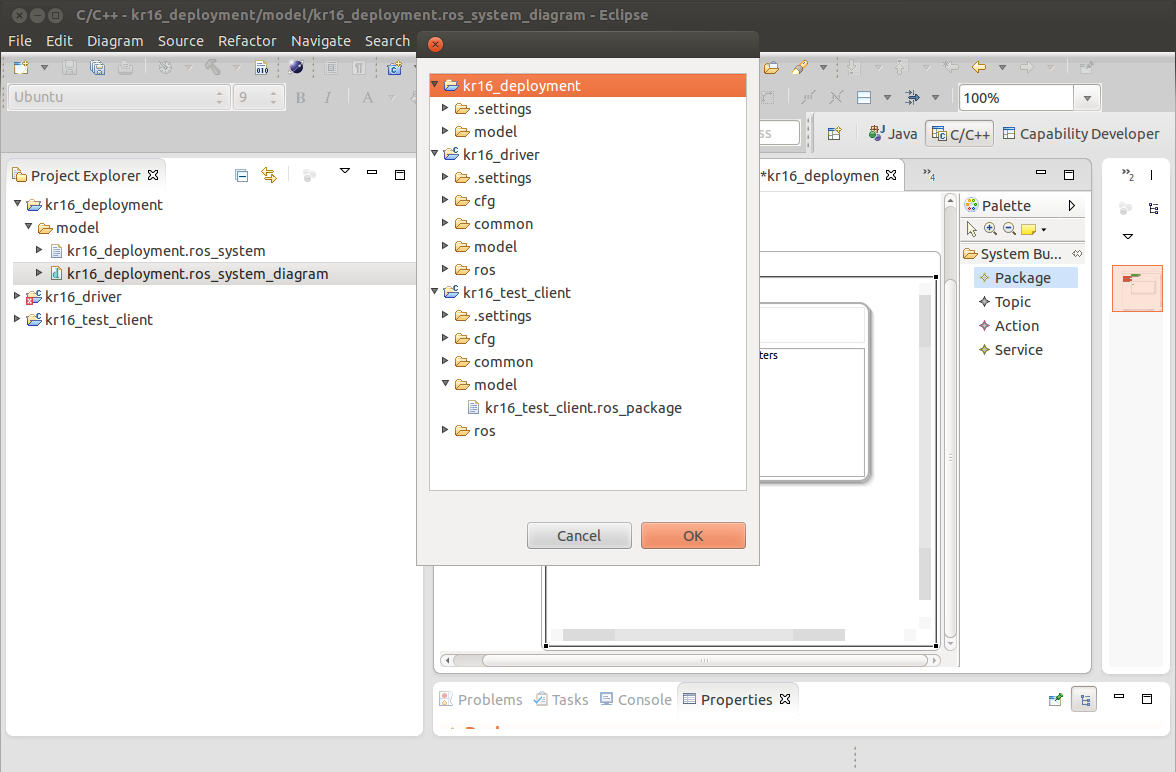 C/C++ - kr16_deployment/model/kr16_deployment.ros_system_diagram - Eclipse
File Edit Diagram Source Refactor Navigate Search
Ubuntu 9 B I A 100%
ss Java C/C++ Capability Developer
Project Explorer
kr16_deployment
model
kr16_deployment.ros_system
kr16_deployment.ros_system_diagram
kr16_driver
kr16_test_client
kr16_deployment
.settings
model
kr16_driver
.settings
cfg
common
model
ros
kr16_test_client
.settings
cfg
common
model
kr16_test_client.ros_package
ros
Cancel OK
*kr16_deploymen »4
ters
Palette
System Bu...
Package
Topic
Action
Service
»2
Problems Tasks Console Properties